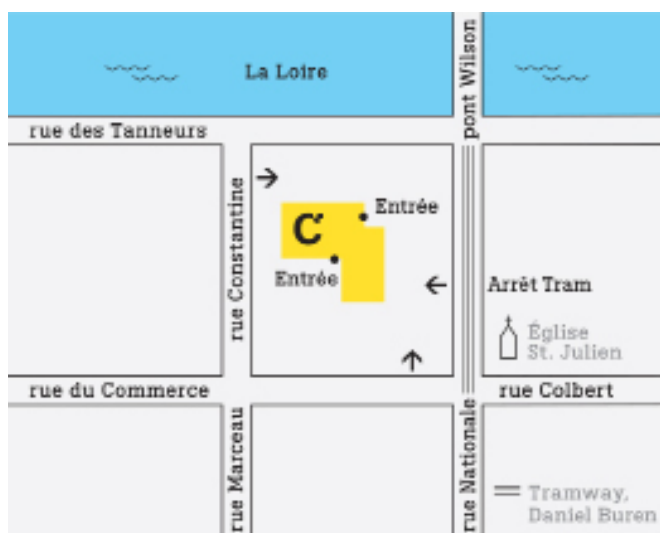 La Loire
pont Wilson
rue des Tanneurs
rue Constantine
Entrée
C
Entrée
Arrêt Tram
Église
St. Julien
rue du Commerce
rue Colbert
rue Marceau
rue Nationale
Tramway,
Daniel Buren